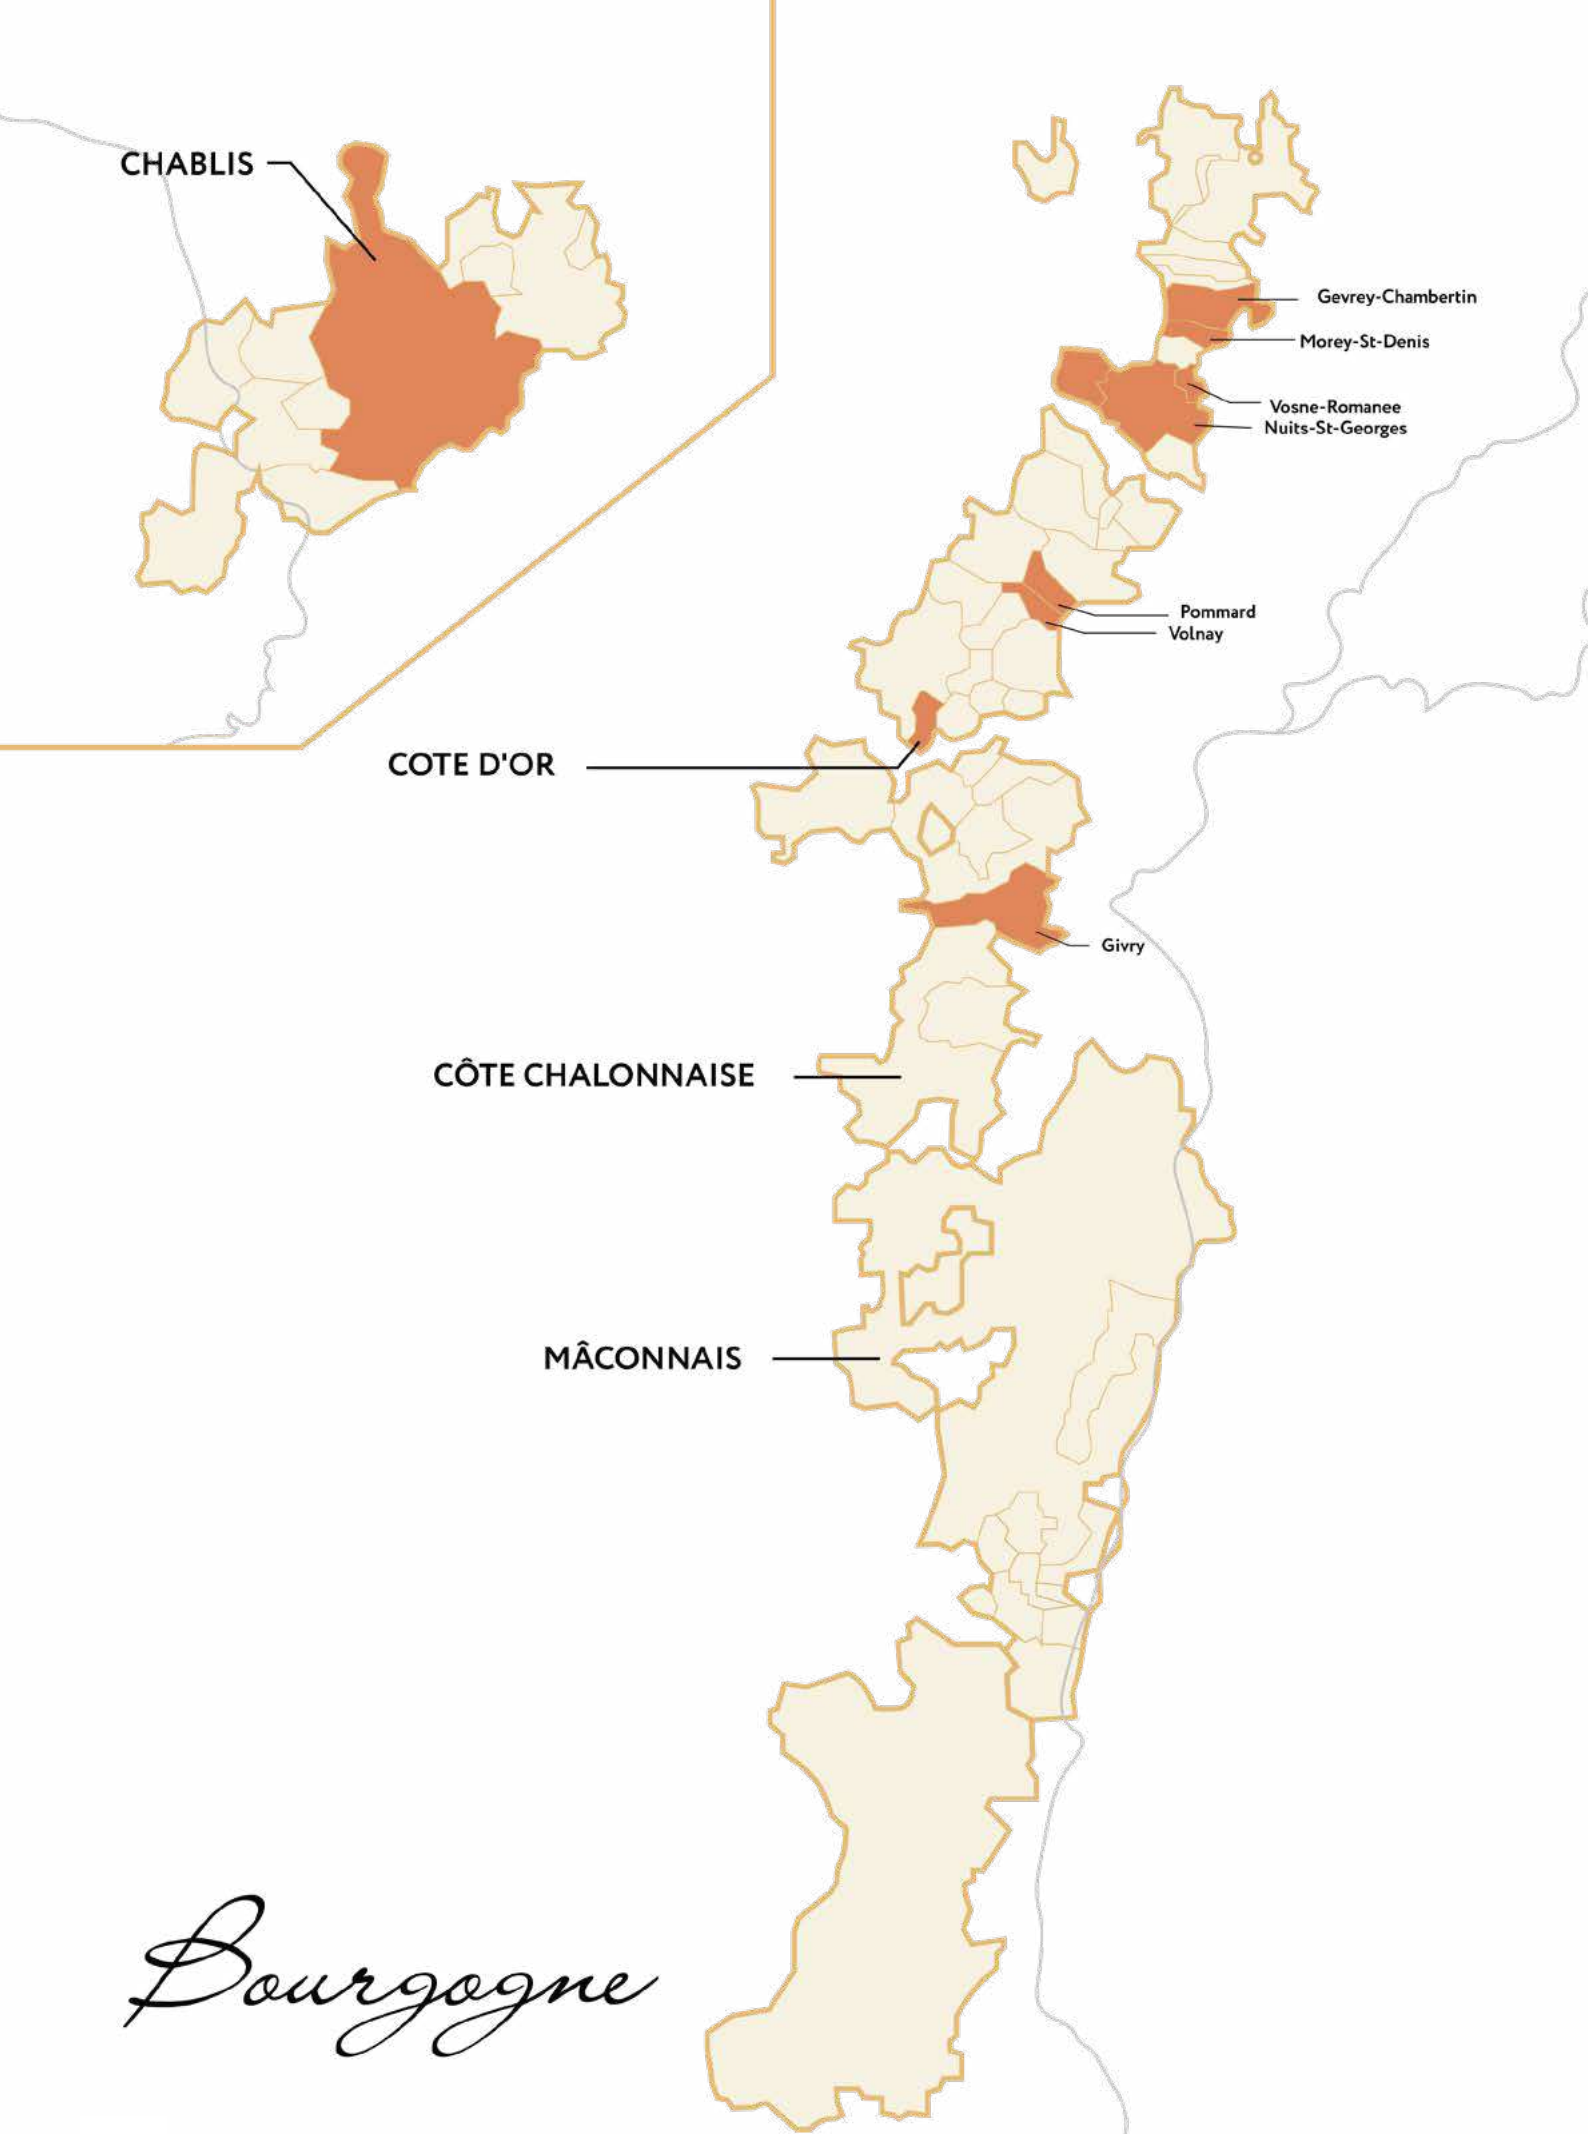 CHABLIS
Gevrey-Chambertin
Morey-St-Denis
Vosne-Romanee
Nuits-St-Georges
Pommard
Volnay
COTE D'OR
Givry
CÔTE CHALONNAISE
MÂCONNAIS
Bourgogne